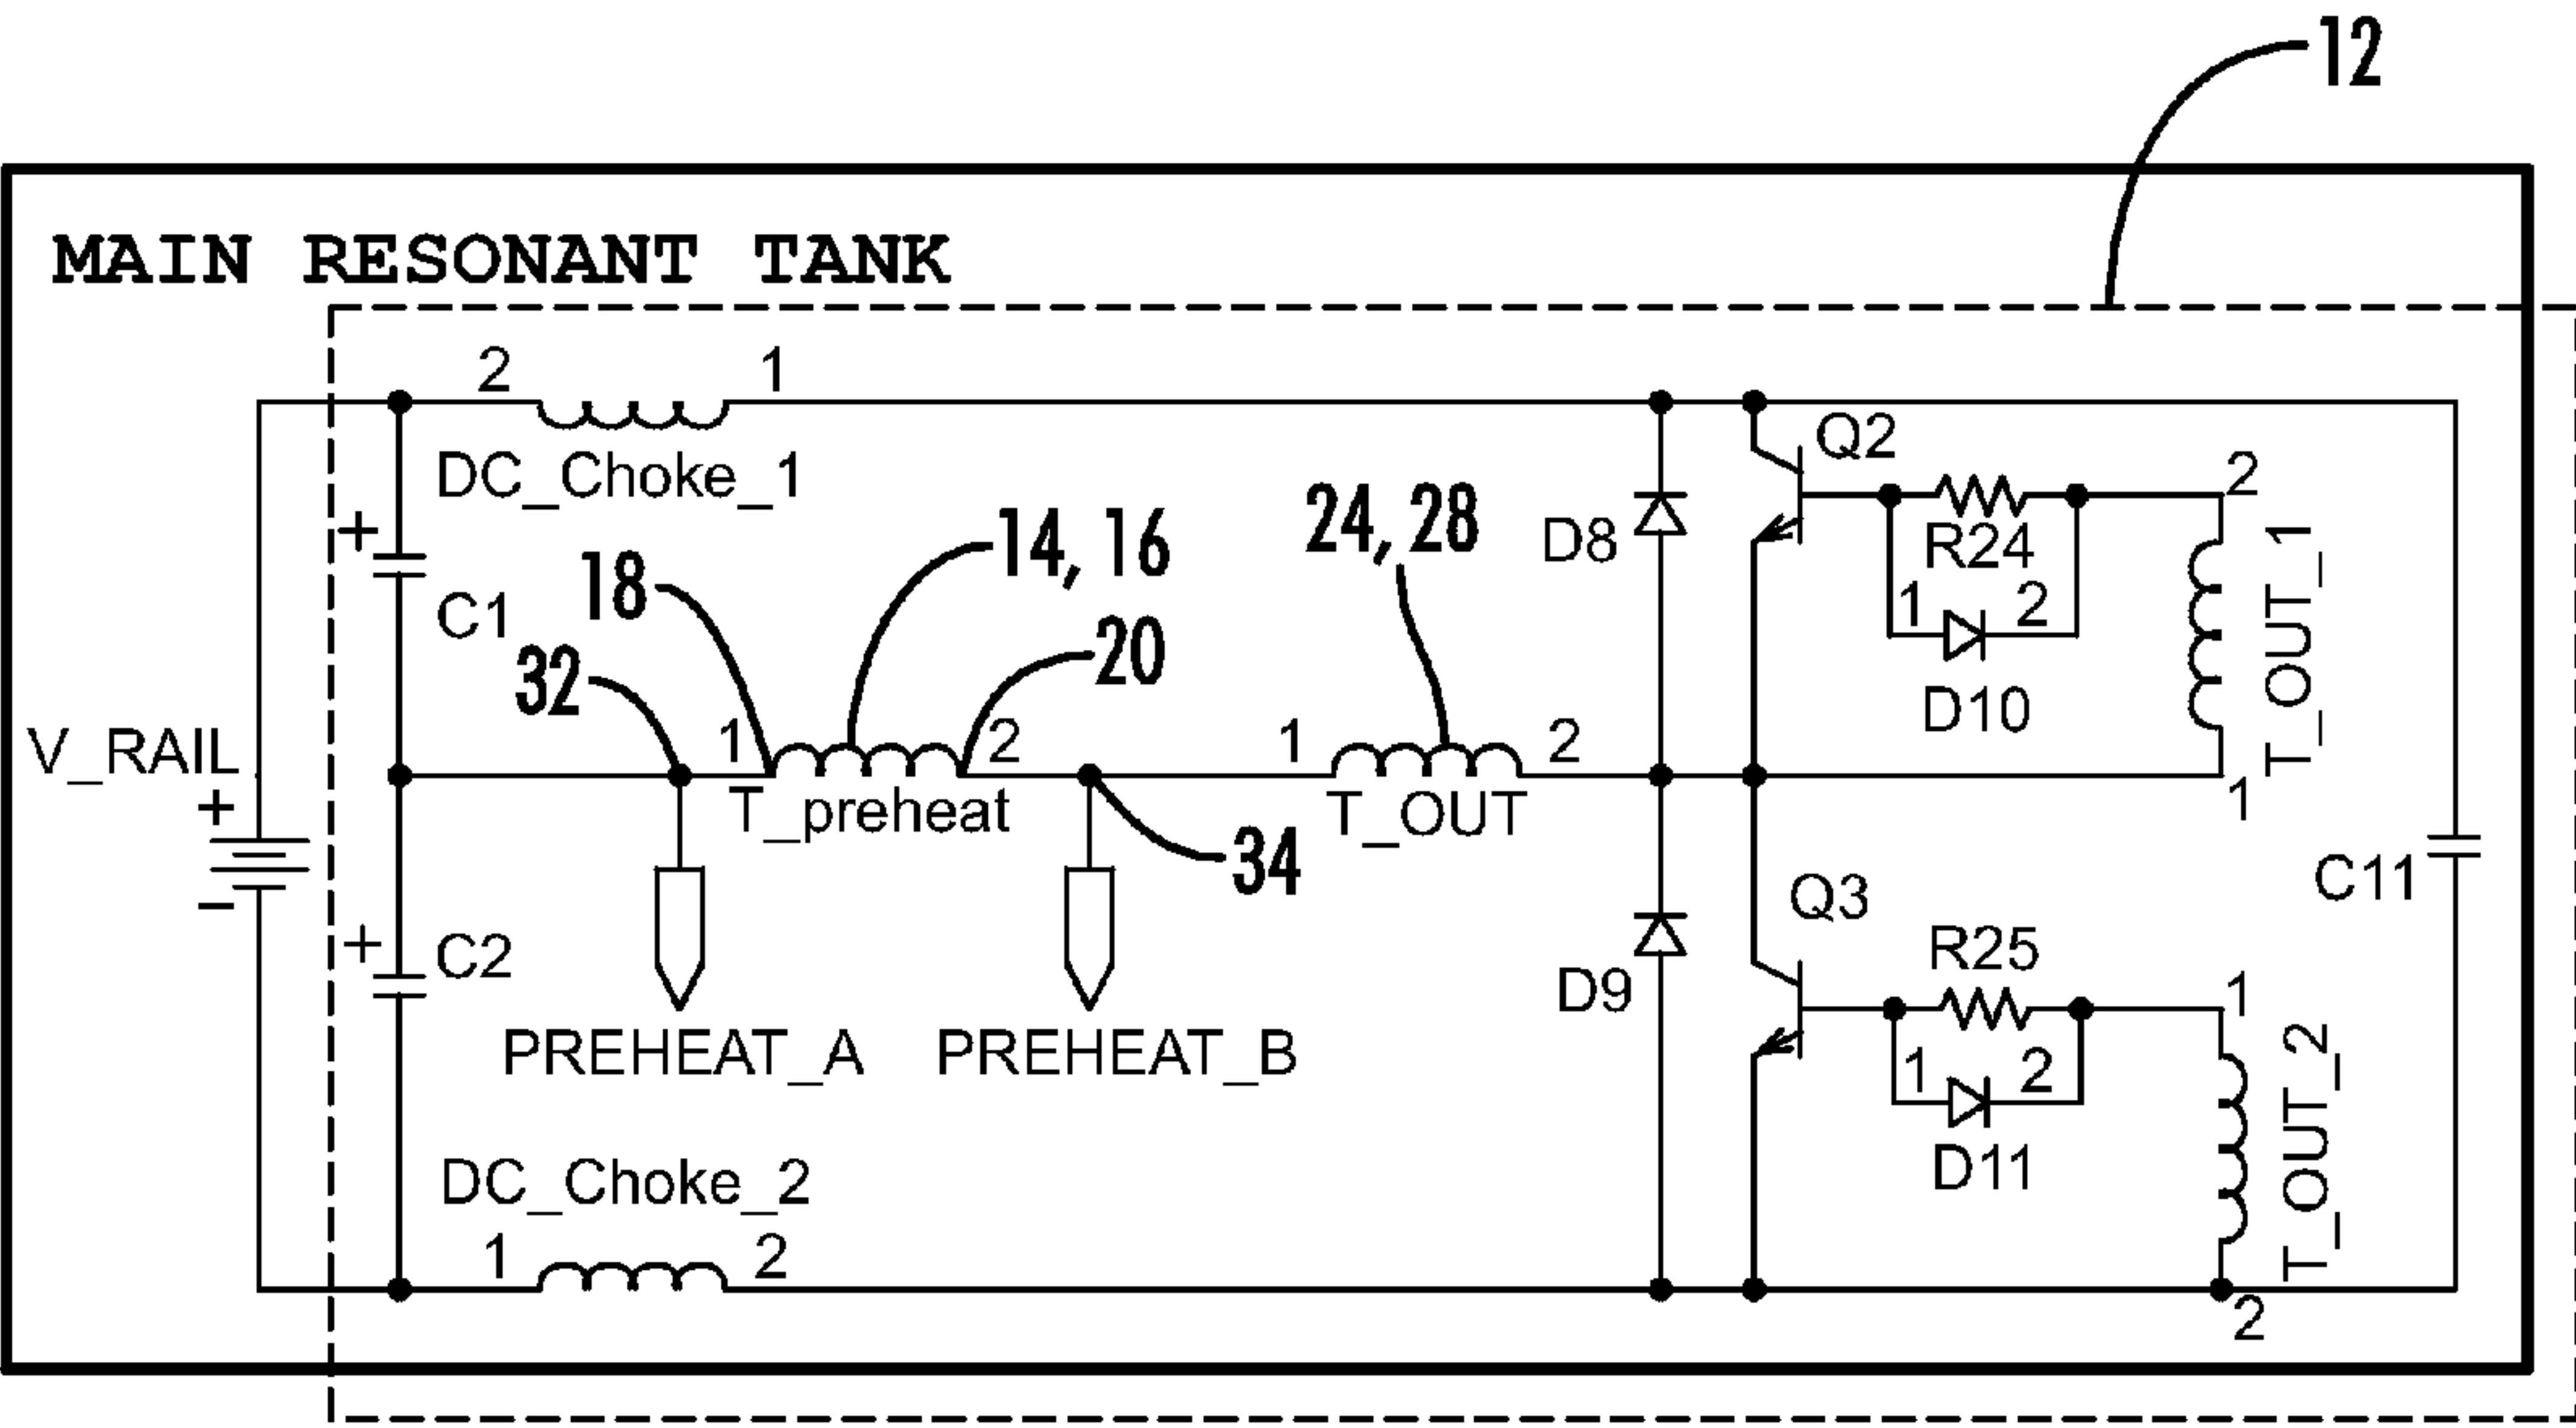 12
MAIN RESONANT TANK
2
1
DC_Choke_1
Q2
2
+
C1
18
14, 16
24, 28
D8
R24
1
2
D10
T_OUT_1
32
20
V_RAIL
+
−
1
2
T_preheat
1
2
T_OUT
1
34
C11
+
C2
Q3
D9
R25
1
1
2
D11
T_OUT_2
PREHEAT_A
PREHEAT_B
DC_Choke_2
1
2
2